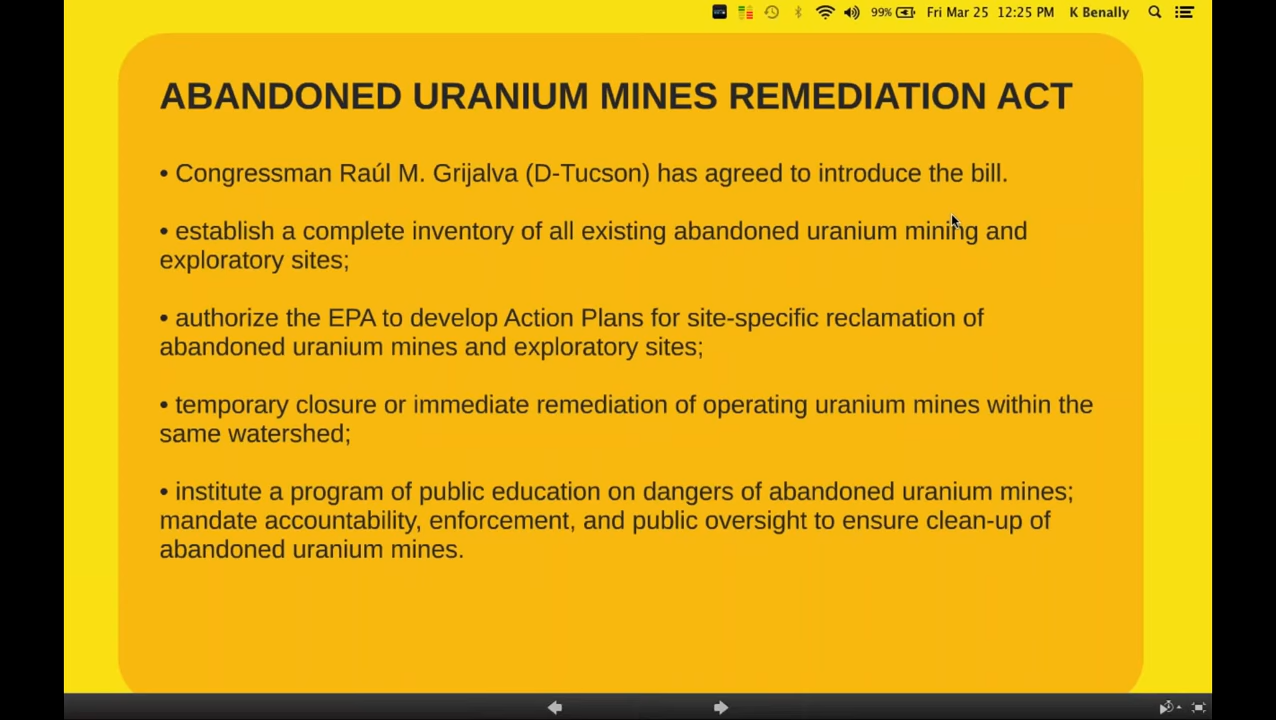 99% Fri Mar 25 12:25 PM K Benally
ABANDONED URANIUM MINES REMEDIATION ACT
• Congressman Raúl M. Grijalva (D-Tucson) has agreed to introduce the bill.
• establish a complete inventory of all existing abandoned uranium mining and
exploratory sites;
• authorize the EPA to develop Action Plans for site-specific reclamation of
abandoned uranium mines and exploratory sites;
• temporary closure or immediate remediation of operating uranium mines within the
same watershed;
• institute a program of public education on dangers of abandoned uranium mines;
mandate accountability, enforcement, and public oversight to ensure clean-up of
abandoned uranium mines.